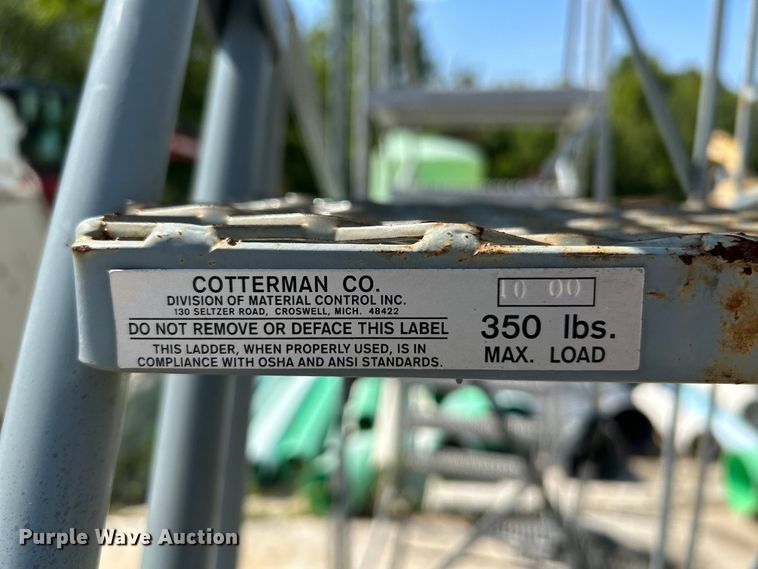 COTTERMAN CO.
DIVISION OF MATERIAL CONTROL INC.
130 SELTZER ROAD, CROSWELL, MICH. 48422
DO NOT REMOVE OR DEFACE THIS LABEL
THIS LADDER, WHEN PROPERLY USED, IS IN
COMPLIANCE WITH OSHA AND ANSI STANDARDS.
10 00
350 lbs.
MAX. LOAD
Purple Wave Auction